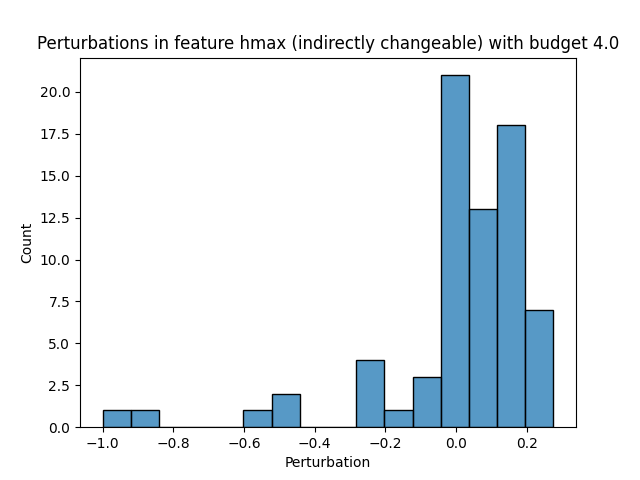 Perturbations in feature hmax (indirectly changeable) with budget 4.0
Count
20.0
17.5
15.0
12.5
10.0
7.5
5.0
2.5
0.0
−1.0 −0.8 −0.6 −0.4 −0.2 0.0 0.2
Perturbation